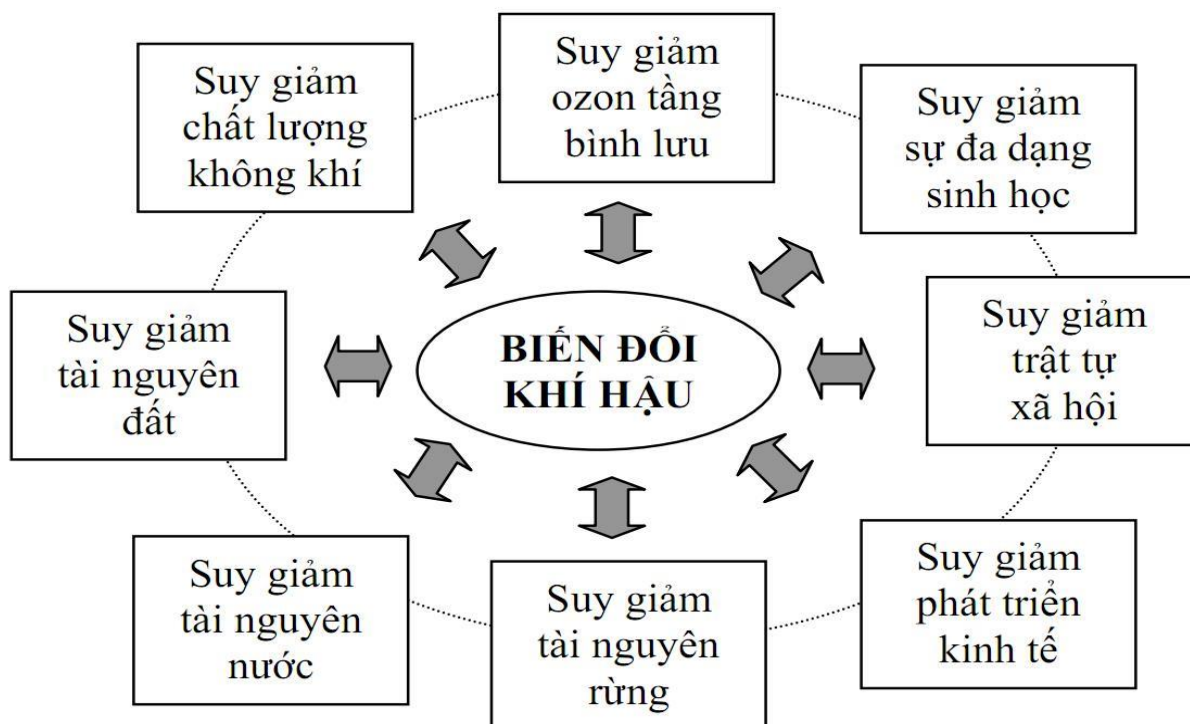 Suy giảm
chất lượng
không khí
Suy giảm
ozon tầng
bình lưu
Suy giảm
sự đa dạng
sinh học
Suy giảm
tài nguyên
đất
BIẾN ĐỔI
KHÍ HẬU
Suy giảm
trật tự
xã hội
Suy giảm
tài nguyên
nước
Suy giảm
tài nguyên
rừng
Suy giảm
phát triển
kinh tế